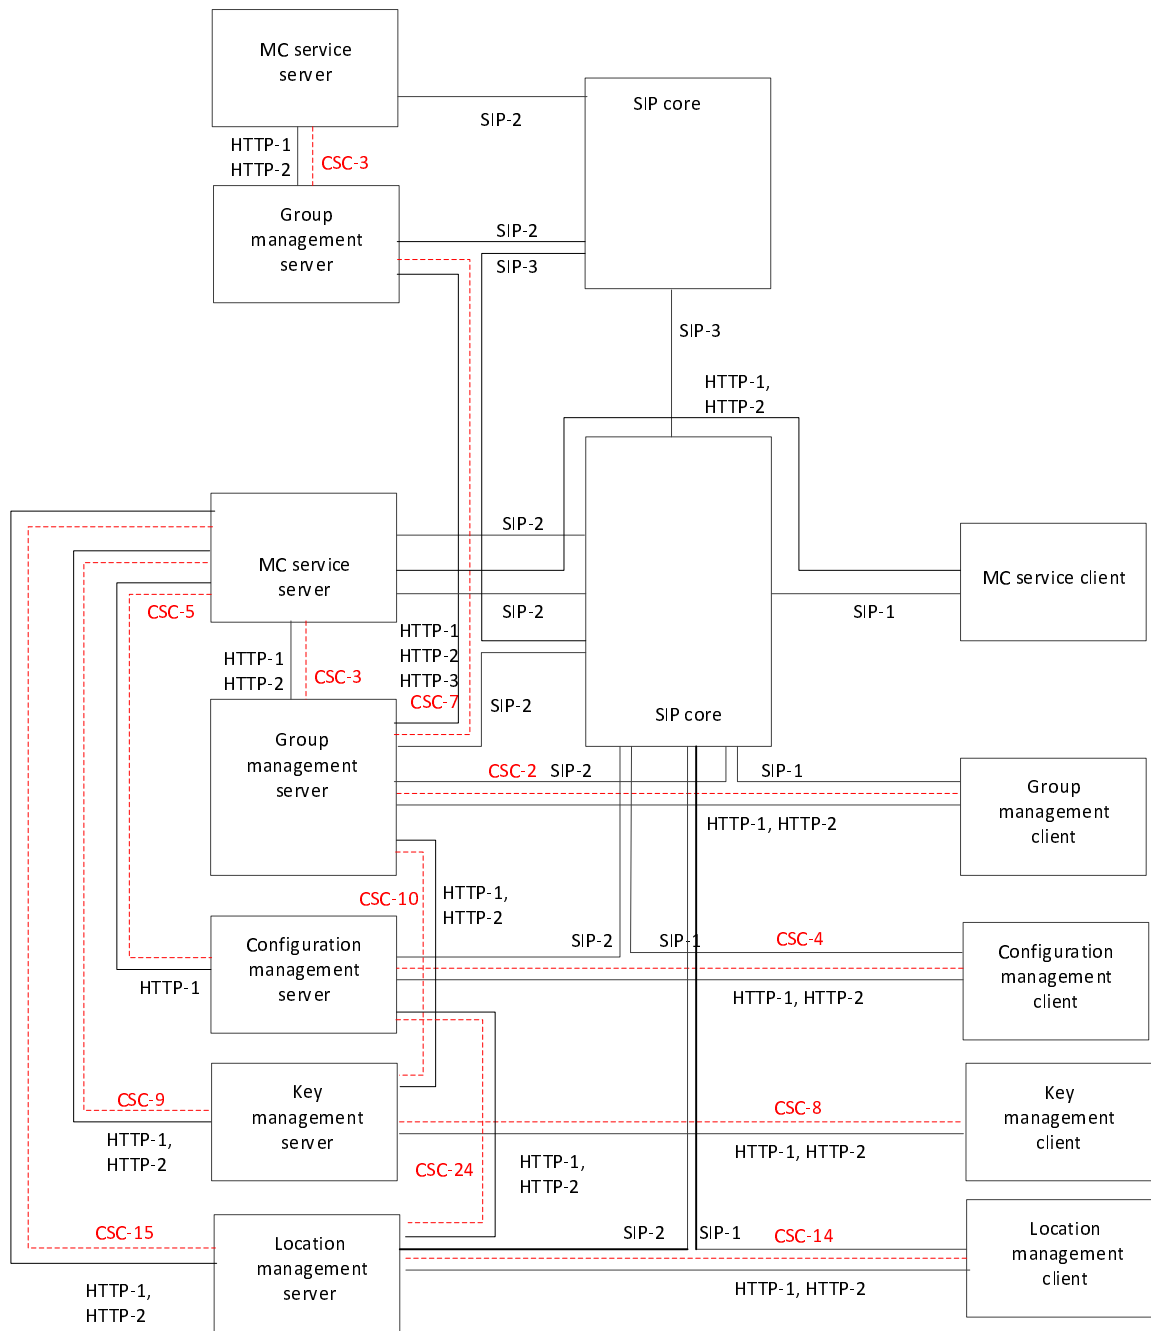 MC service
server
SIP core
SIP-2
HTTP-1
HTTP-2
CSC-3
Group
management
server
SIP-2
SIP-3
SIP-3
HTTP-1,
HTTP-2
SIP-2
MC service
server
MC service client
CSC-5
SIP-2
SIP-1
HTTP-1
HTTP-2
HTTP-3
CSC-7
HTTP-1
HTTP-2
CSC-3
SIP-2
SIP core
Group
management
server
CSC-2
SIP-2
SIP-1
Group
management
client
HTTP-1, HTTP-2
CSC-10
HTTP-1,
HTTP-2
Configuration
management
server
SIP-2
SIP-1
CSC-4
Configuration
management
client
HTTP-1
HTTP-1, HTTP-2
Key
management
server
CSC-9
CSC-8
Key
management
client
HTTP-1,
HTTP-2
HTTP-1, HTTP-2
CSC-24
HTTP-1,
HTTP-2
CSC-15
Location
management
server
SIP-2
SIP-1
CSC-14
Location
management
client
HTTP-1,
HTTP-2
HTTP-1, HTTP-2